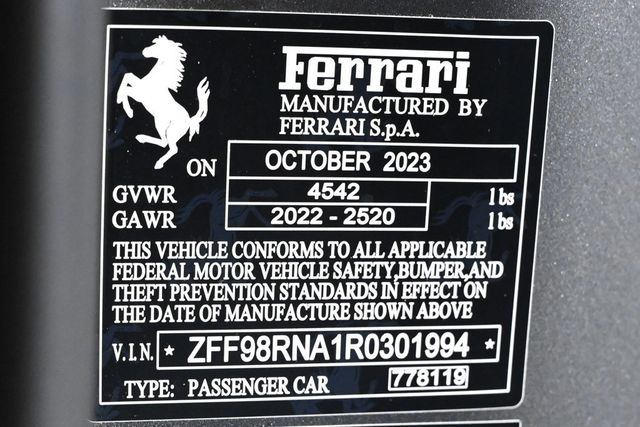 Ferrari
MANUFACTURED BY
FERRARI S.p.A.
ON OCTOBER 2023
GVWR 4542 lbs
GAWR 2022 - 2520 lbs
THIS VEHICLE CONFORMS TO ALL APPLICABLE
FEDERAL MOTOR VEHICLE SAFETY,BUMPER,AND
THEFT PREVENTION STANDARDS IN EFFECT ON
THE DATE OF MANUFACTURE SHOWN ABOVE
V.I.N. * ZFF98RNA1R0301994 *
TYPE: PASSENGER CAR 778119